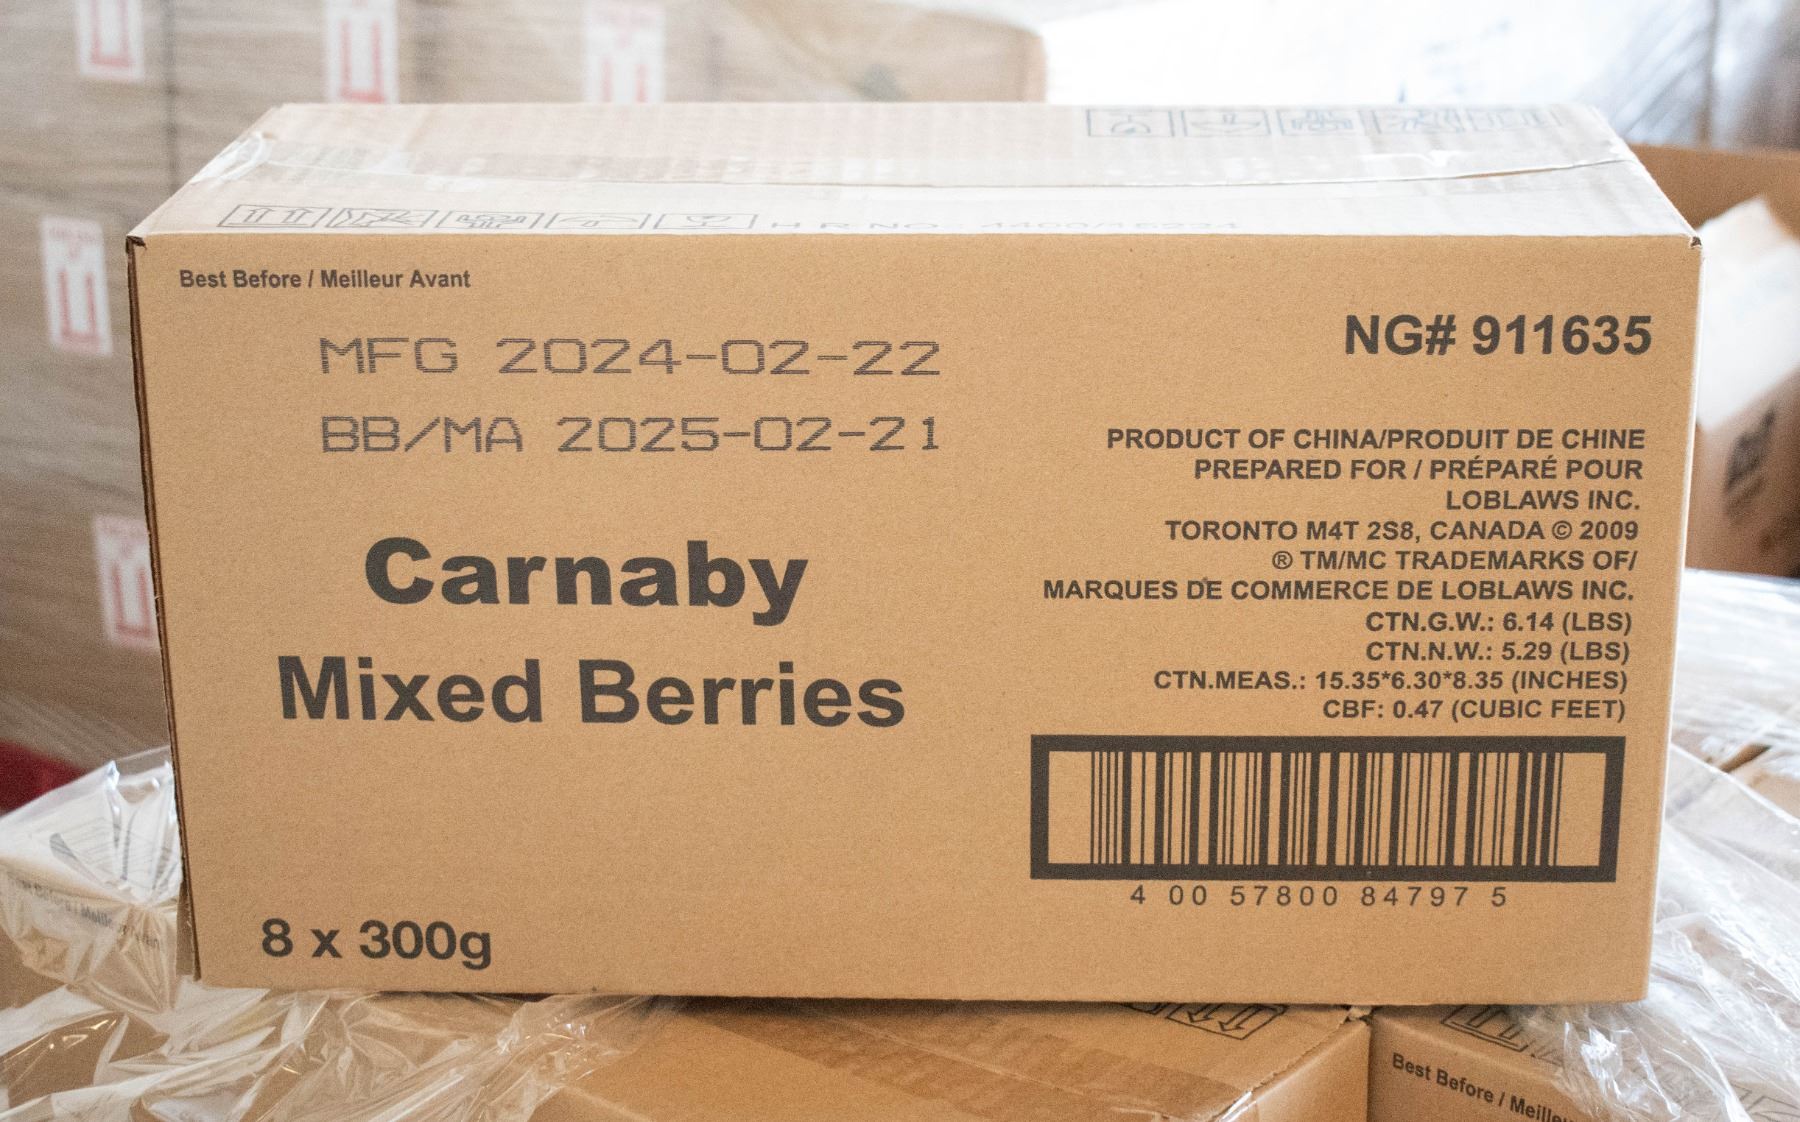 Best Before / Meilleur Avant
MFG 2024-02-22
BB/MA 2025-02-21
Carnaby
Mixed Berries
8 x 300g
NG# 911635
PRODUCT OF CHINA/PRODUIT DE CHINE
PREPARED FOR / PRÉPARÉ POUR
LOBLAWS INC.
TORONTO M4T 2S8, CANADA © 2009
® TM/MC TRADEMARKS OF/
MARQUES DE COMMERCE DE LOBLAWS INC.
CTN.G.W.: 6.14 (LBS)
CTN.N.W.: 5.29 (LBS)
CTN.MEAS.: 15.35*6.30*8.35 (INCHES)
CBF: 0.47 (CUBIC FEET)
4 00 57800 84797 5
Best Before / Meille